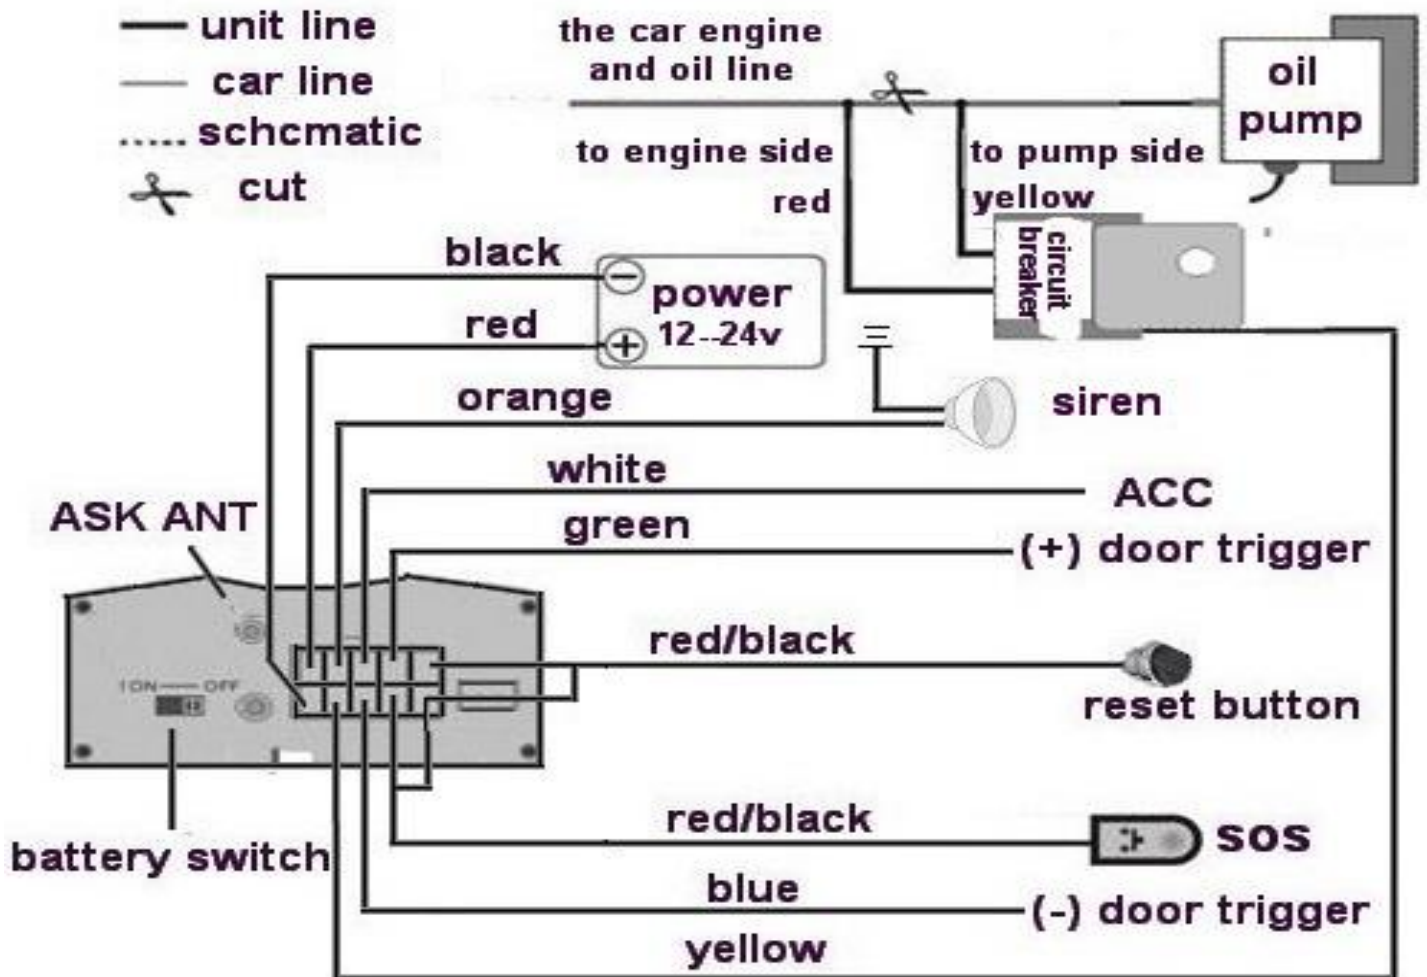 unit line
car line
schcmatic
cut
the car engine
and oil line
oil
pump
to engine side
red
to pump side
yellow
circuit
breaker
black
power
red
12--24v
orange
siren
white
ACC
green
(+) door trigger
ASK ANT
red/black
reset button
ON OFF
red/black
sos
battery switch
blue
(-) door trigger
yellow